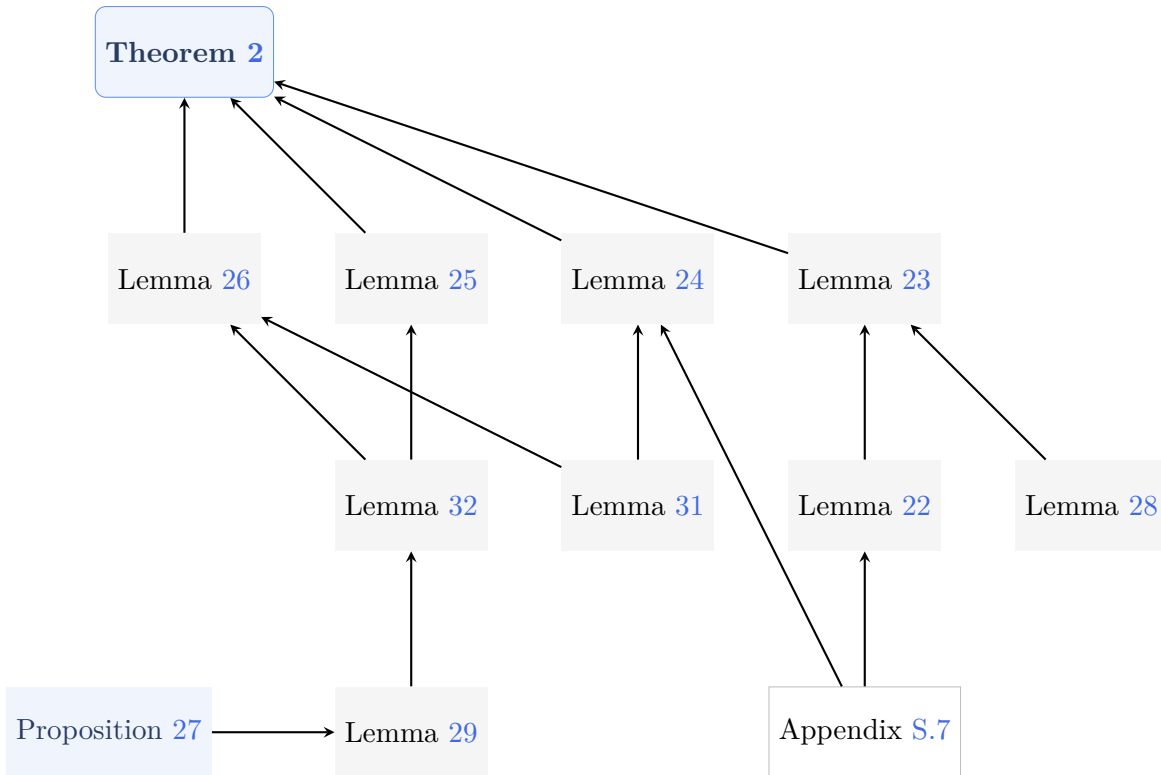 Theorem 2
Lemma 26
Lemma 25
Lemma 24
Lemma 23
Lemma 32
Lemma 31
Lemma 22
Lemma 28
Proposition 27
Lemma 29
Appendix S.7